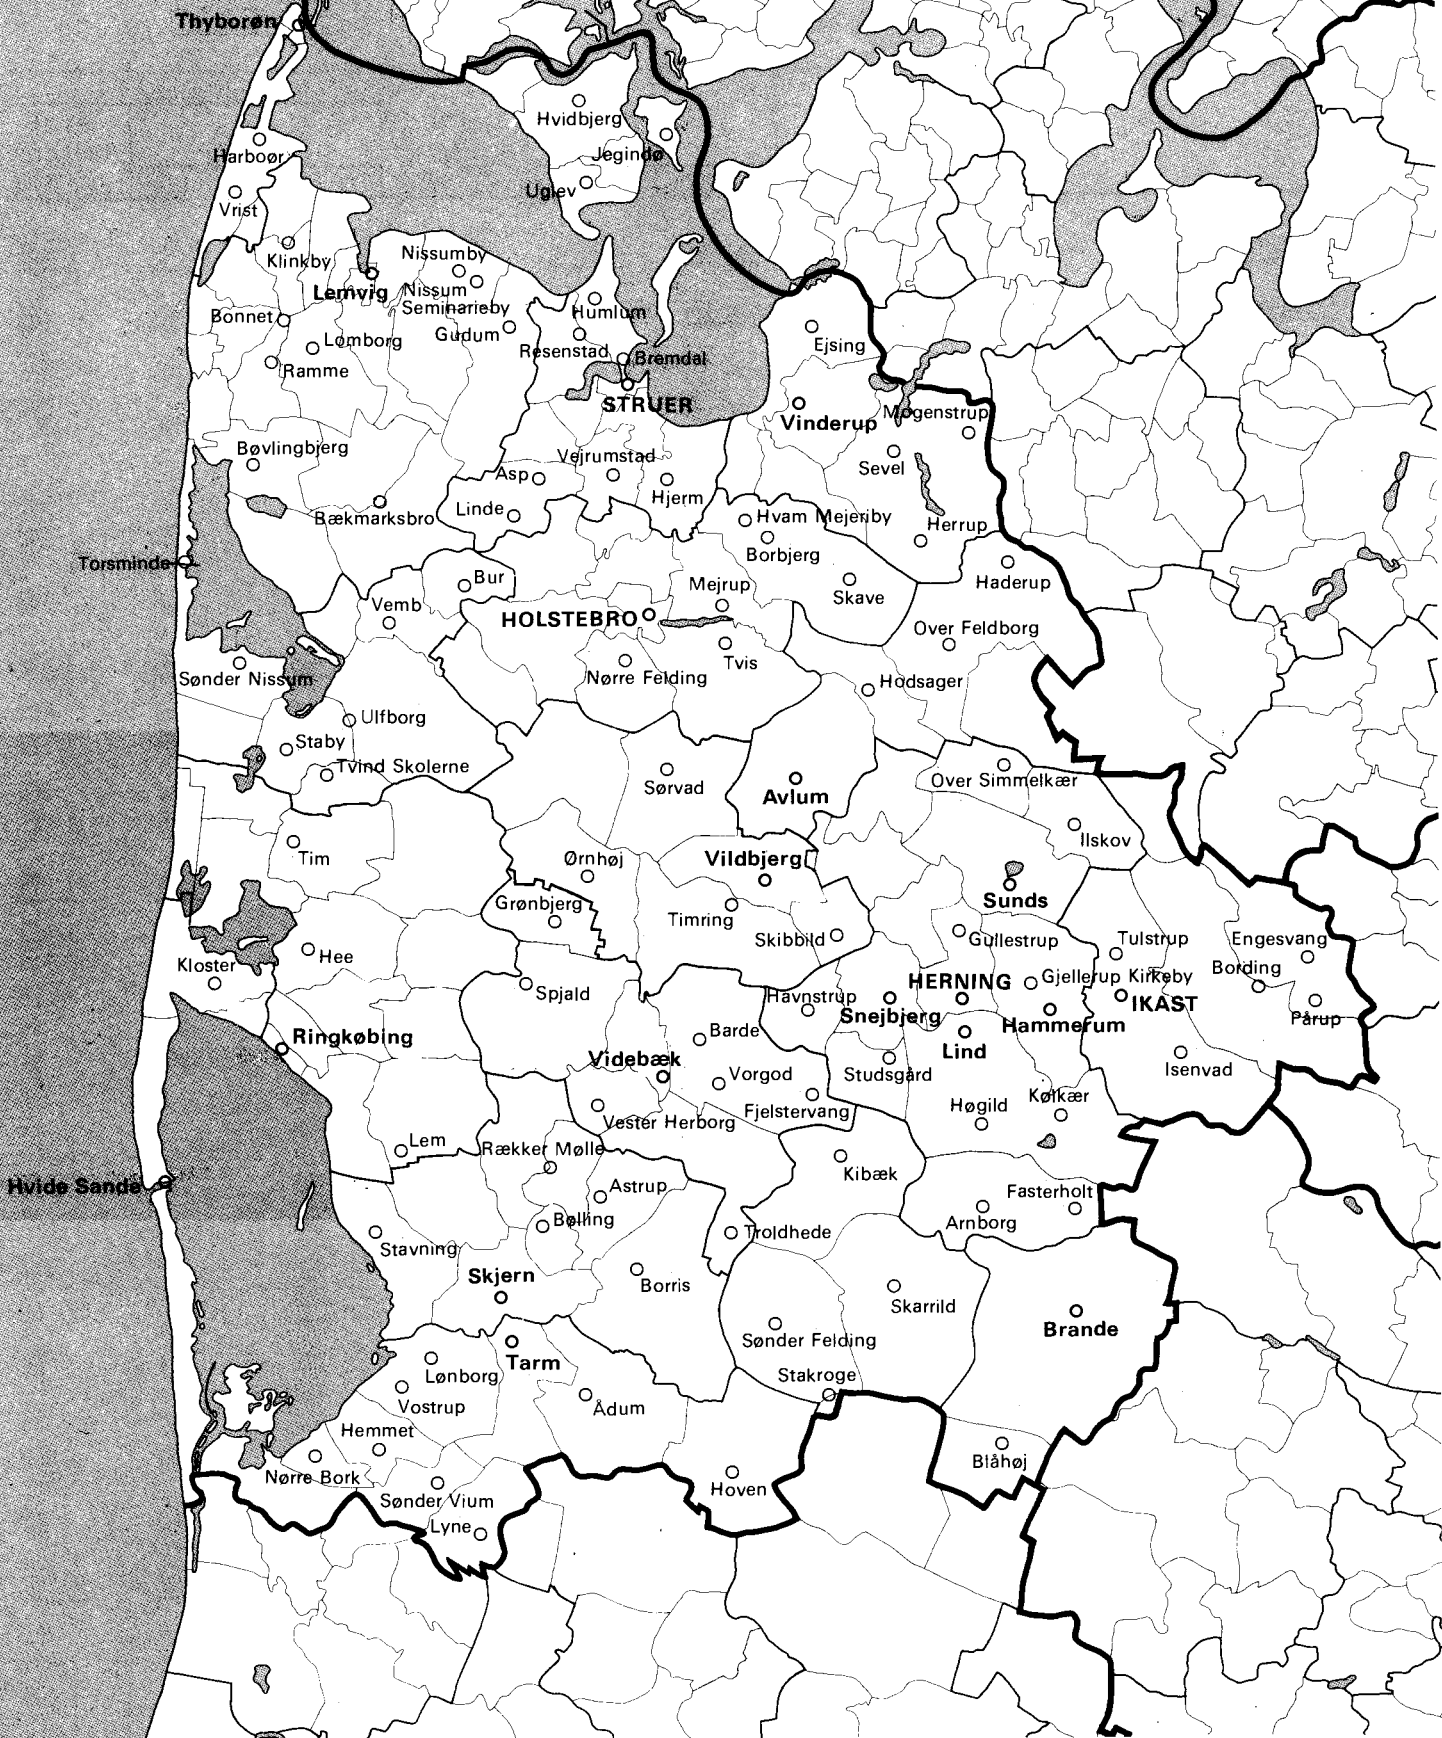 Thyborøn
Hvidbjerg
Jegindø
Harboør
Uglev
Vrist
Klinkby
Nissumby
Lemvig
Nissum
Seminarieby
Humlum
Bonnet
Gudum
Lomborg
Resenstad
Bremdal
Ejsing
Ramme
STRUER
Vinderup
Mogenstrup
Bøvlingbjerg
Vejrumstad
Sevel
Asp
Hjerm
Linde
Bækmarksbro
Hvam Mejeriby
Herrup
Borbjerg
Torsminde
Bur
Mejrup
Skave
Haderup
Vemb
HOLSTEBRO
Over Feldborg
Tvis
Sønder Nissum
Nørre Felding
Hodsager
Ulfborg
Staby
Tvind Skolerne
Sørvad
Avlum
Over Simmelkær
Tim
Ørnhøj
Vildbjerg
Ilskov
Grønbjerg
Sunds
Timring
Skibbild
Gullestrup
Tulstrup
Engesvang
Hee
Kloster
Spjald
HERNING
Gjellerup Kirkeby
Bording
Havnstrup
Snejbjerg
IKAST
Pårup
Ringkøbing
Barde
Hammerum
Lind
Videbæk
Vorgod
Studsgård
Isenvad
Fjelstervang
Høgild
Kølkær
Vester Herborg
Lem
Rækker Mølle
Kibæk
Hvide Sande
Astrup
Fasterholt
Bølling
Arnborg
Stavning
Troldhede
Skjern
Borris
Skarrild
Sønder Felding
Brande
Tarm
Lønborg
Stakroge
Vostrup
Ådum
Hemmet
Blåhøj
Nørre Bork
Hoven
Sønder Vium
Lyne